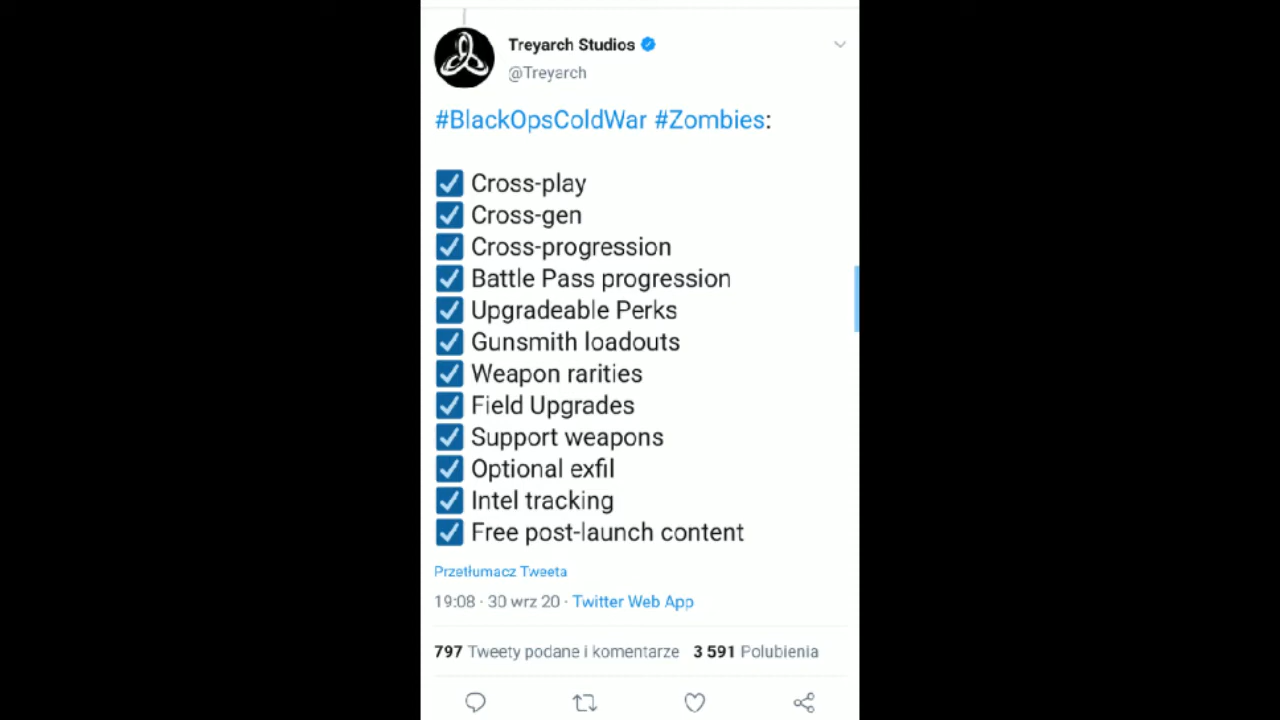 Treyarch Studios
@Treyarch
#BlackOpsColdWar #Zombies:
☑ Cross-play
☑ Cross-gen
☑ Cross-progression
☑ Battle Pass progression
☑ Upgradeable Perks
☑ Gunsmith loadouts
☑ Weapon rarities
☑ Field Upgrades
☑ Support weapons
☑ Optional exfil
☑ Intel tracking
☑ Free post-launch content
Przetłumacz Tweeta
19:08 · 30 wrz 20 · Twitter Web App
797 Tweety podane i komentarze 3 591 Polubienia